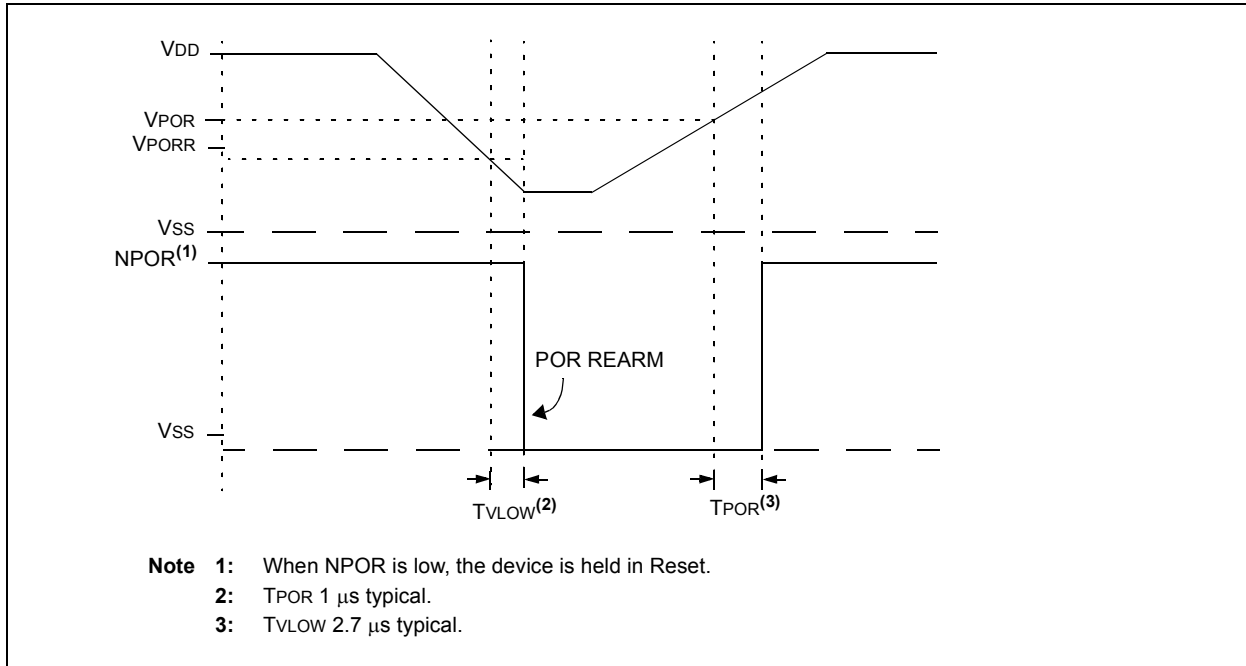 VDD
VPOR
VPORR
VSS
NPOR(1)
POR REARM
VSS
TVLOW(2)
TPOR(3)
Note 1: When NPOR is low, the device is held in Reset.
2: TPOR 1 μs typical.
3: TVLOW 2.7 μs typical.